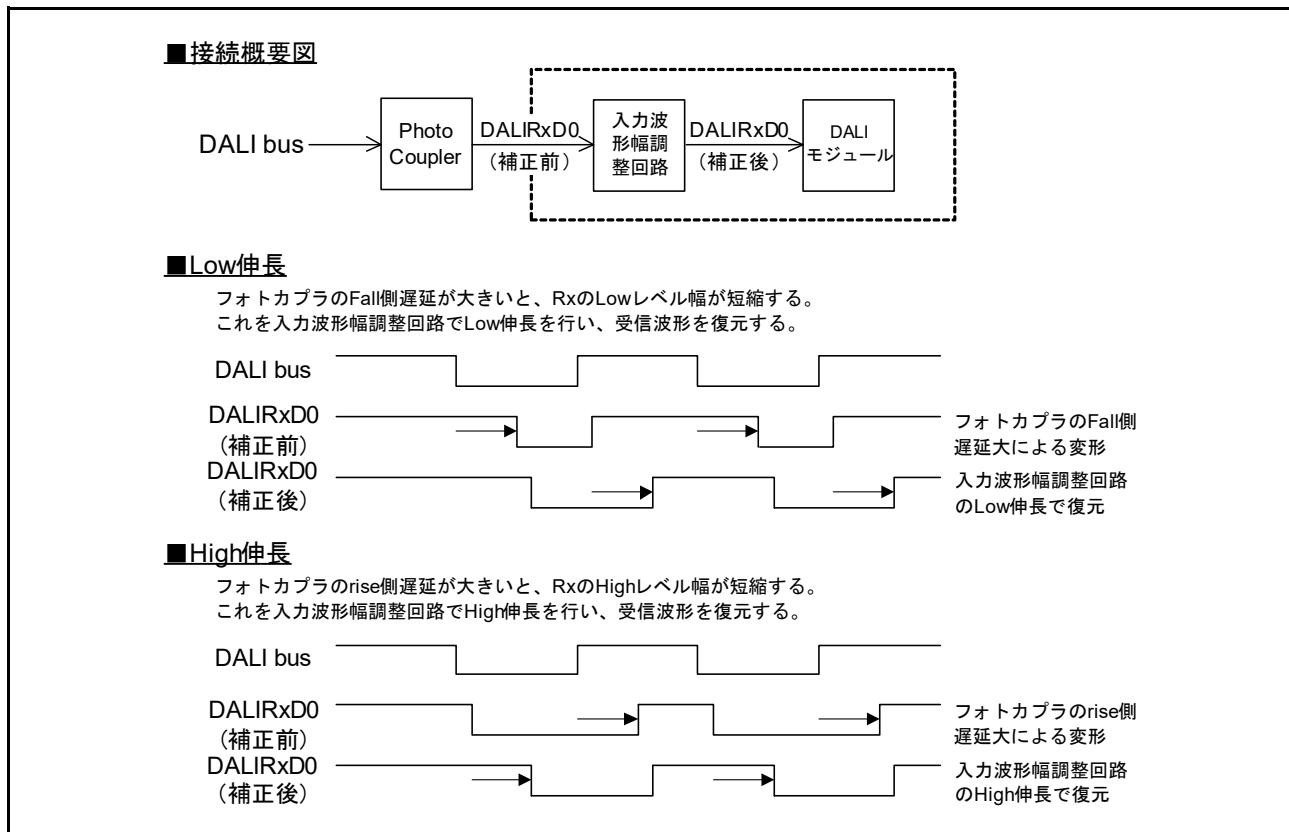 ■接続概要図
DALI bus
Photo
Coupler
DALIRxD0
（補正前）
入力波
形幅調
整回路
DALIRxD0
（補正後）
DALI
モジュール
■Low伸長
フォトカプラのFall側遅延が大きいと、RxのLowレベル幅が短縮する。
これを入力波形幅調整回路でLow伸長を行い、受信波形を復元する。
DALI bus
DALIRxD0
（補正前）
フォトカプラのFall側
遅延大による変形
DALIRxD0
（補正後）
入力波形幅調整回路
のLow伸長で復元
■High伸長
フォトカプラのrise側遅延が大きいと、RxのHighレベル幅が短縮する。
これを入力波形幅調整回路でHigh伸長を行い、受信波形を復元する。
DALI bus
DALIRxD0
（補正前）
フォトカプラのrise側
遅延大による変形
DALIRxD0
（補正後）
入力波形幅調整回路
のHigh伸長で復元